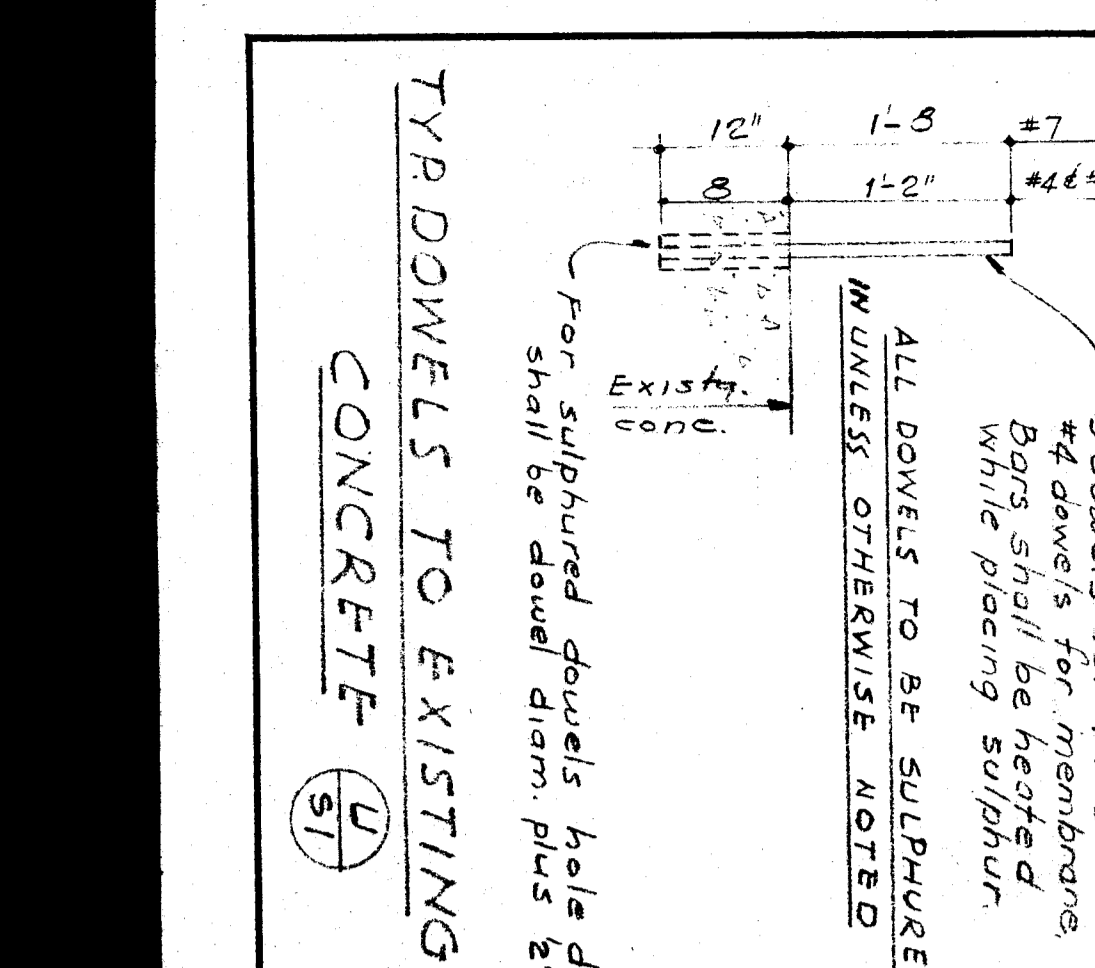 12" 1'-8 #7
8 1'-2" #4 &
Existg.
conc.
#4 dowels for membrane.
Bars shall be heated
while placing sulphur.
ALL DOWELS TO BE SULPHURE
IN UNLESS OTHERWISE NOTED
For sulphured dowels hole d
shall be dowel diam. plus
TYP. DOWELS TO EXISTING
CONCRETE
U
S1